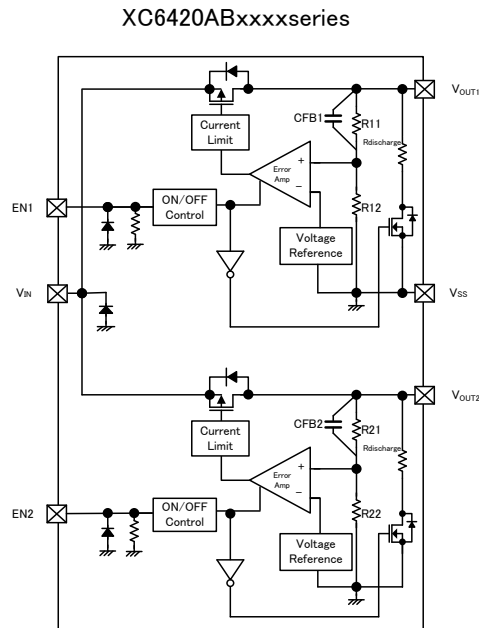 XC6420ABxxxxseries
VOUT1
CFB1
R11
Rdischarge
Current
Limit
Error
Amp
+
-
R12
EN1
ON/OFF
Control
Voltage
Reference
VIN
VSS
VOUT2
CFB2
R21
Rdischarge
Current
Limit
Error
Amp
+
-
R22
EN2
ON/OFF
Control
Voltage
Reference